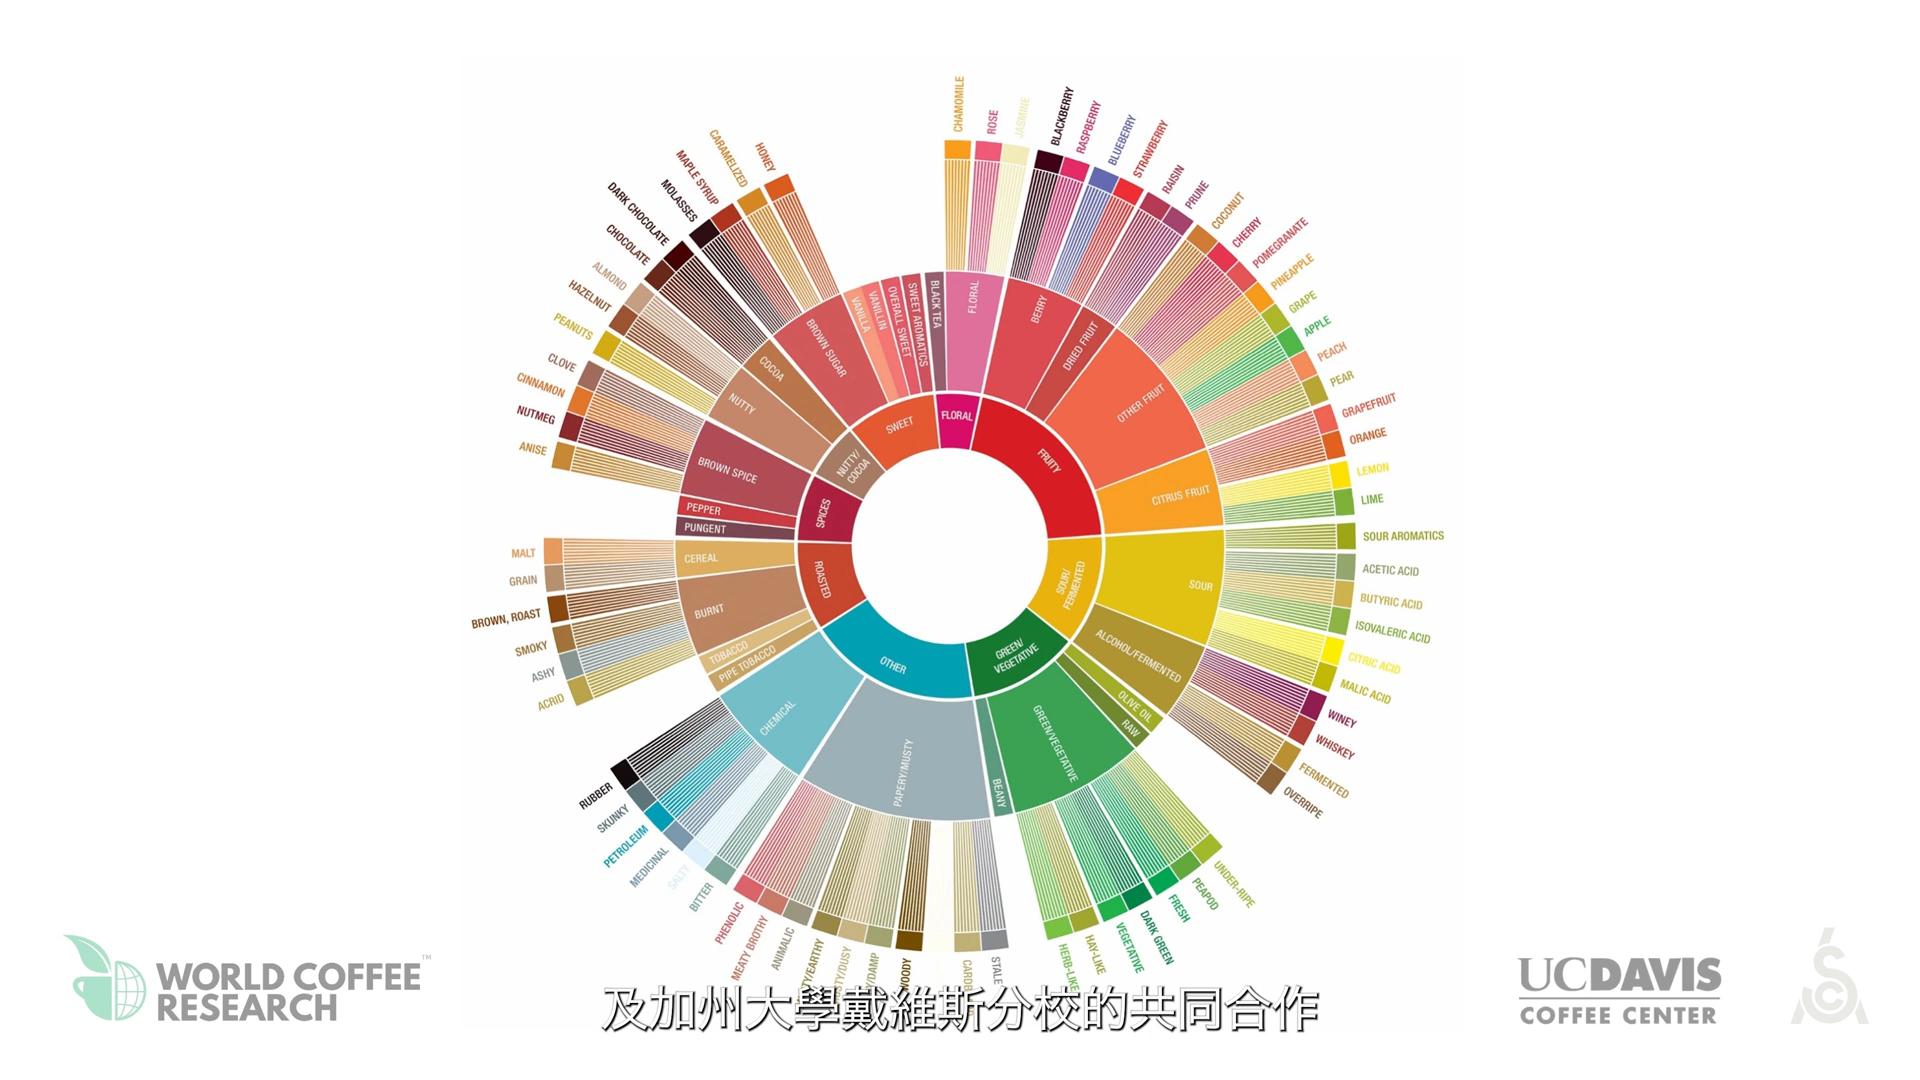 CHAMOMILE
ROSE
JASMINE
BLACKBERRY
RASPBERRY
BLUEBERRY
STRAWBERRY
RAISIN
PRUNE
COCONUT
CHERRY
POMEGRANATE
PINEAPPLE
GRAPE
APPLE
PEACH
PEAR
GRAPEFRUIT
ORANGE
LEMON
LIME
SOUR AROMATICS
ACETIC ACID
BUTYRIC ACID
ISOVALERIC ACID
CITRIC ACID
MALIC ACID
WINEY
WHISKEY
FERMENTED
OVERRIPE
UNDER-RIPE
PEAPOD
FRESH
DARK GREEN
VEGETATIVE
HAY-LIKE
HERB-LIKE
STALE
WOODY
ANIMALIC
MEATY BROTHY
PHENOLIC
BITTER
SALTY
MEDICINAL
PETROLEUM
SKUNKY
RUBBER
ACRID
ASHY
SMOKY
BROWN, ROAST
GRAIN
MALT
ANISE
NUTMEG
CINNAMON
CLOVE
PEANUTS
HAZELNUT
ALMOND
CHOCOLATE
DARK CHOCOLATE
MOLASSES
MAPLE SYRUP
CARAMELIZED
HONEY
FLORAL
BERRY
DRIED FRUIT
OTHER FRUIT
CITRUS FRUIT
SOUR
ALCOHOL/FERMENTED
OLIVE OIL
RAW
GREEN/VEGETATIVE
BEANY
PAPERY/MUSTY
CHEMICAL
PIPE TOBACCO
TOBACCO
BURNT
CEREAL
PUNGENT
PEPPER
BROWN SPICE
NUTTY
COCOA
BROWN SUGAR
VANILLA
VANILLIN
OVERALL SWEET
SWEET AROMATICS
BLACK TEA
FLORAL
FRUITY
SOUR/
FERMENTED
GREEN/
VEGETATIVE
OTHER
ROASTED
SPICES
NUTTY/
COCOA
SWEET
WORLD COFFEE
RESEARCH
™
及加州大學戴維斯分校的共同合作
UCDAVIS
COFFEE CENTER